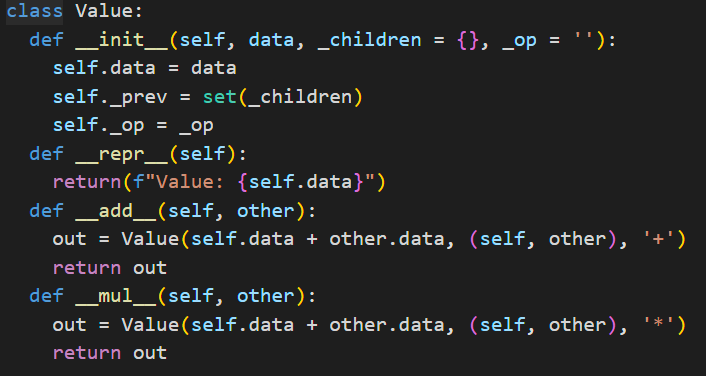 class Value:
  def __init__(self, data, _children = {}, _op = ''):
    self.data = data
    self._prev = set(_children)
    self._op = _op
  def __repr__(self):
    return(f"Value: {self.data}")
  def __add__(self, other):
    out = Value(self.data + other.data, (self, other), '+')
    return out
  def __mul__(self, other):
    out = Value(self.data + other.data, (self, other), '*')
    return out